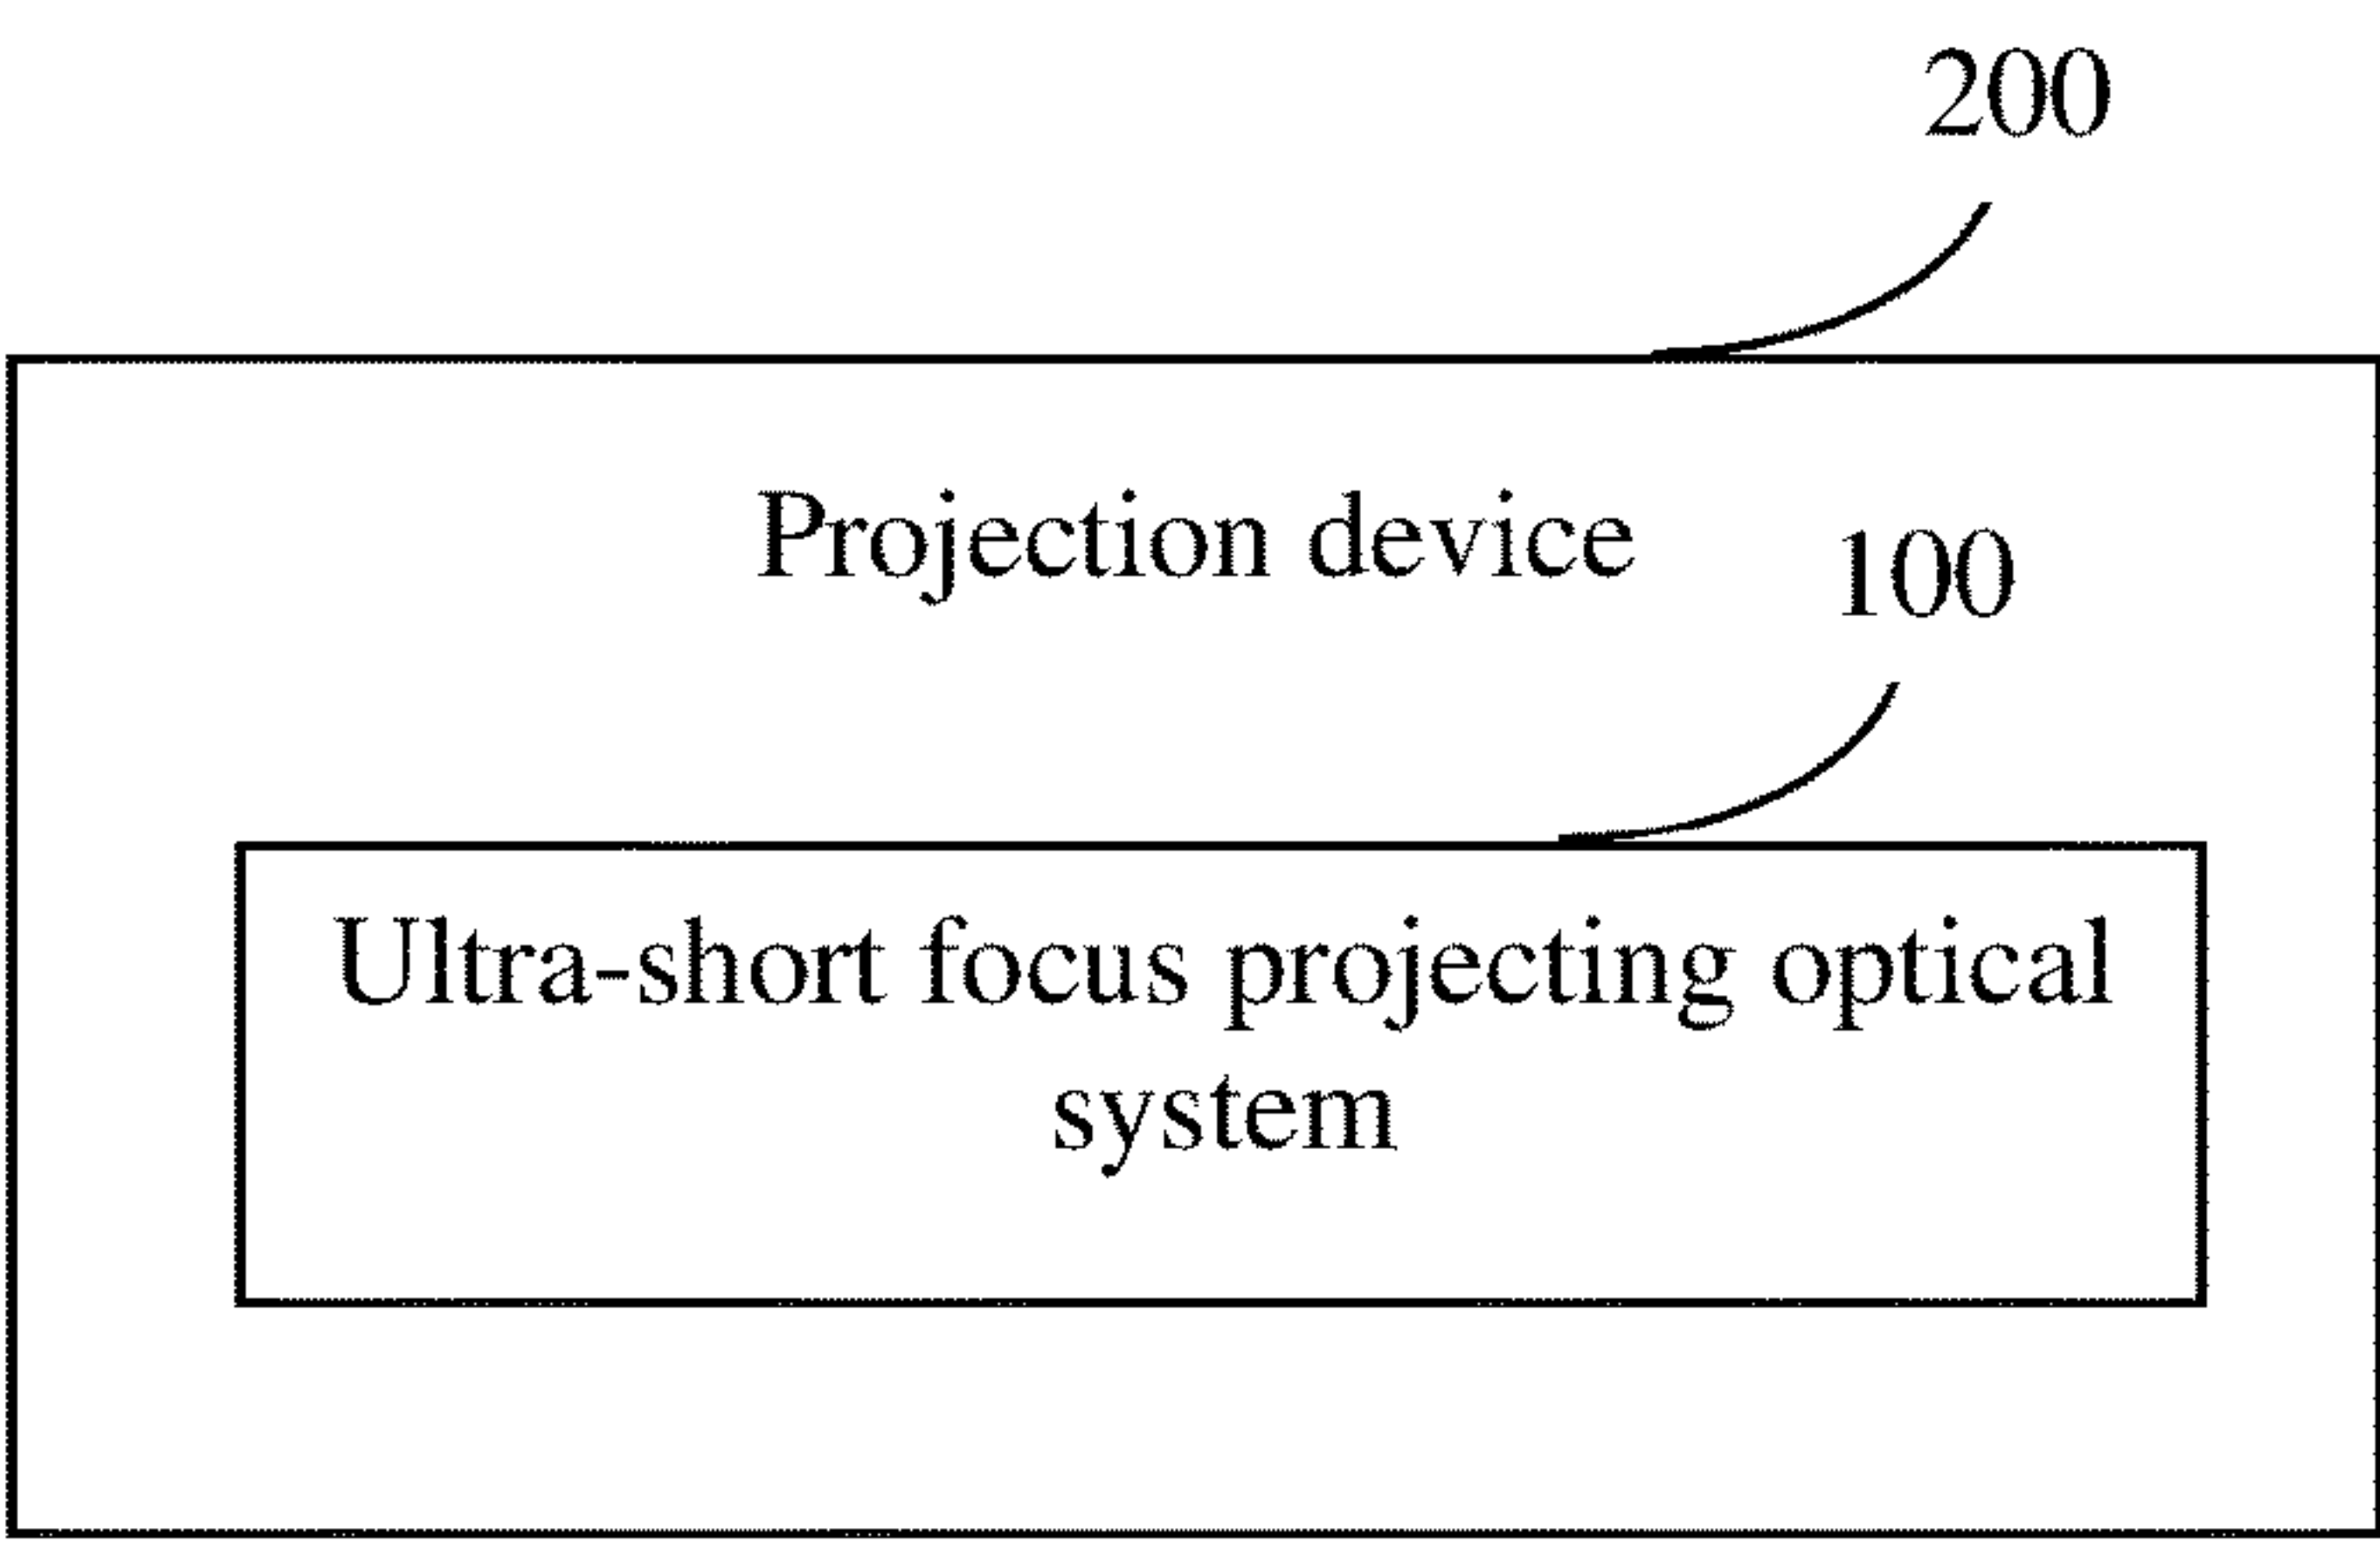 200
Projection device
100
Ultra-short focus projecting optical
system